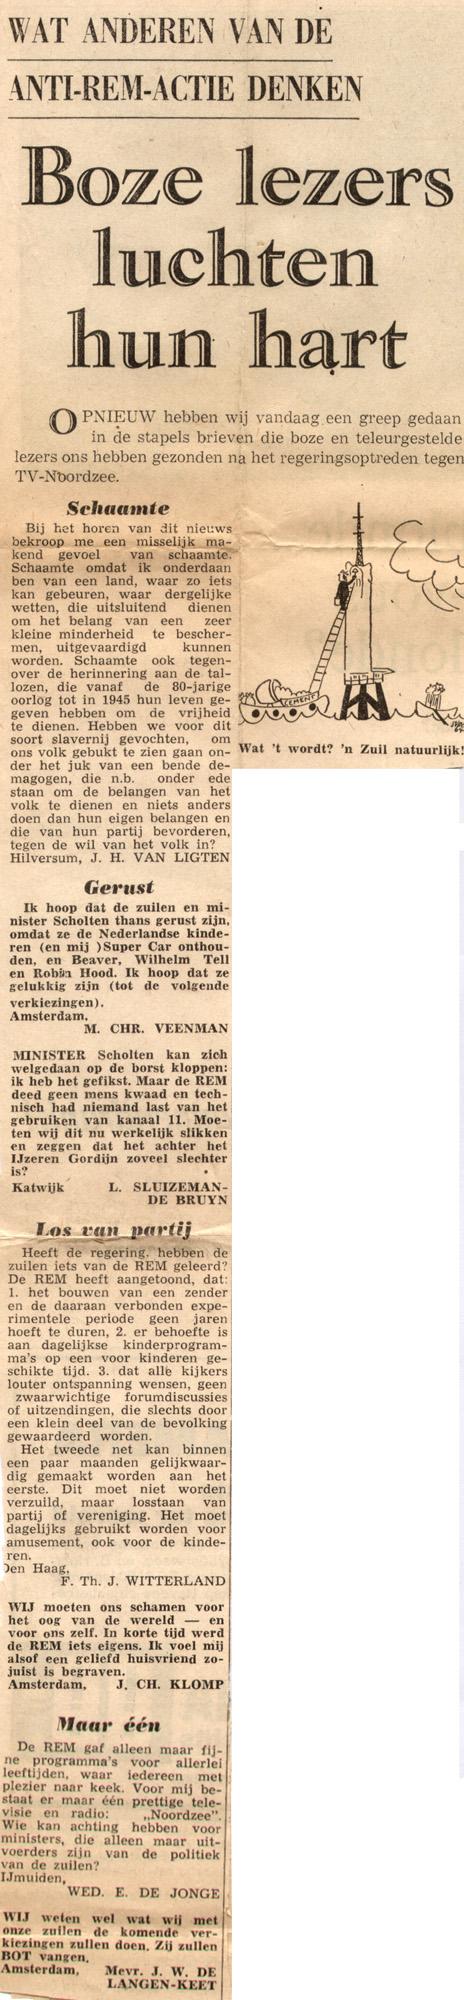 WAT ANDEREN VAN DE
ANTI-REM-ACTIE DENKEN
Boze lezers
luchten
hun hart
OPNIEUW hebben wij vandaag een greep gedaan
in de stapels brieven die boze en teleurgestelde
lezers ons hebben gezonden na het regeringsoptreden tegen
TV-Noordzee.
Schaamte
Bij het horen van dit nieuws
bekroop me een misselijk ma-
kend gevoel van schaamte.
Schaamte omdat ik onderdaan
ben van een land, waar zo iets
kan gebeuren, waar dergelijke
wetten, die uitsluitend dienen
om het belang van een zeer
kleine minderheid te bescher-
men, uitgevaardigd kunnen
worden. Schaamte ook tegen-
over de herinnering aan de tal-
lozen, die vanaf de 80-jarige
oorlog tot in 1945 hun leven ge-
geven hebben om de vrijheid
te dienen. Hebben we voor dit
soort slavernij gevochten, om
ons volk gebukt te zien gaan on-
der het juk van een bende de-
magogen, die n.b. onder ede
staan om de belangen van het
volk te dienen en niets anders
doen dan hun eigen belangen en
die van hun partij bevorderen,
tegen de wil van het volk in?
Hilversum, J. H. VAN LIGTEN
CEMENT
Wat 't wordt? 'n Zuil natuurlijk!
Gerust
Ik hoop dat de zuilen en mi-
nister Scholten thans gerust zijn,
omdat ze de Nederlandse kinde-
ren (en mij )Super Car onthou-
den, en Beaver, Wilhelm Tell
en Robin Hood. Ik hoop dat ze
gelukkig zijn (tot de volgende
verkiezingen).
Amsterdam,
M. CHR. VEENMAN
MINISTER Scholten kan zich
welgedaan op de borst kloppen:
ik heb het gefikst. Maar de REM
deed geen mens kwaad en tech-
nisch had niemand last van het
gebruiken van kanaal 11. Moe-
ten wij dit nu werkelijk slikken
en zeggen dat het achter het
IJzeren Gordijn zoveel slechter
is?
Katwijk L. SLUIZEMAN-
DE BRUYN
Los van partij
Heeft de regering, hebben de
zuilen iets van de REM geleerd?
De REM heeft aangetoond, dat:
1. het bouwen van een zender
en de daaraan verbonden expe-
rimentele periode geen jaren
hoeft te duren, 2. er behoefte is
aan dagelijkse kinderprogram-
ma's op een voor kinderen ge-
schikte tijd. 3. dat alle kijkers
louter ontspanning wensen, geen
zwaarwichtige forumdiscussies
of uitzendingen, die slechts door
een klein deel van de bevolking
gewaardeerd worden.
Het tweede net kan binnen
een paar maanden gelijkwaar-
dig gemaakt worden aan het
eerste. Dit moet niet worden
verzuild, maar losstaan van
partij of vereniging. Het moet
dagelijks gebruikt worden voor
amusement, ook voor de kinde-
ren.
Den Haag,
F. Th. J. WITTERLAND
WIJ moeten ons schamen voor
het oog van de wereld — en
voor ons zelf. In korte tijd werd
de REM iets eigens. Ik voel mij
alsof een geliefd huisvriend zo-
juist is begraven.
Amsterdam, J. CH. KLOMP
Maar één
De REM gaf alleen maar fij-
ne programma's voor allerlei
leeftijden, waar iedereen met
plezier naar keek. Voor mij be-
staat er maar één prettige tele-
visie en radio: „Noordzee”.
Wie kan achting hebben voor
ministers, die alleen maar uit-
voerders zijn van de politiek
van de zuilen?
IJmuiden,
WED. E. DE JONGE
WIJ weten wel wat wij met
onze zuilen de komende ver-
kiezingen zullen doen. Zij zullen
BOT vangen.
Amsterdam, Mevr. J. W. DE
LANGEN-KEET